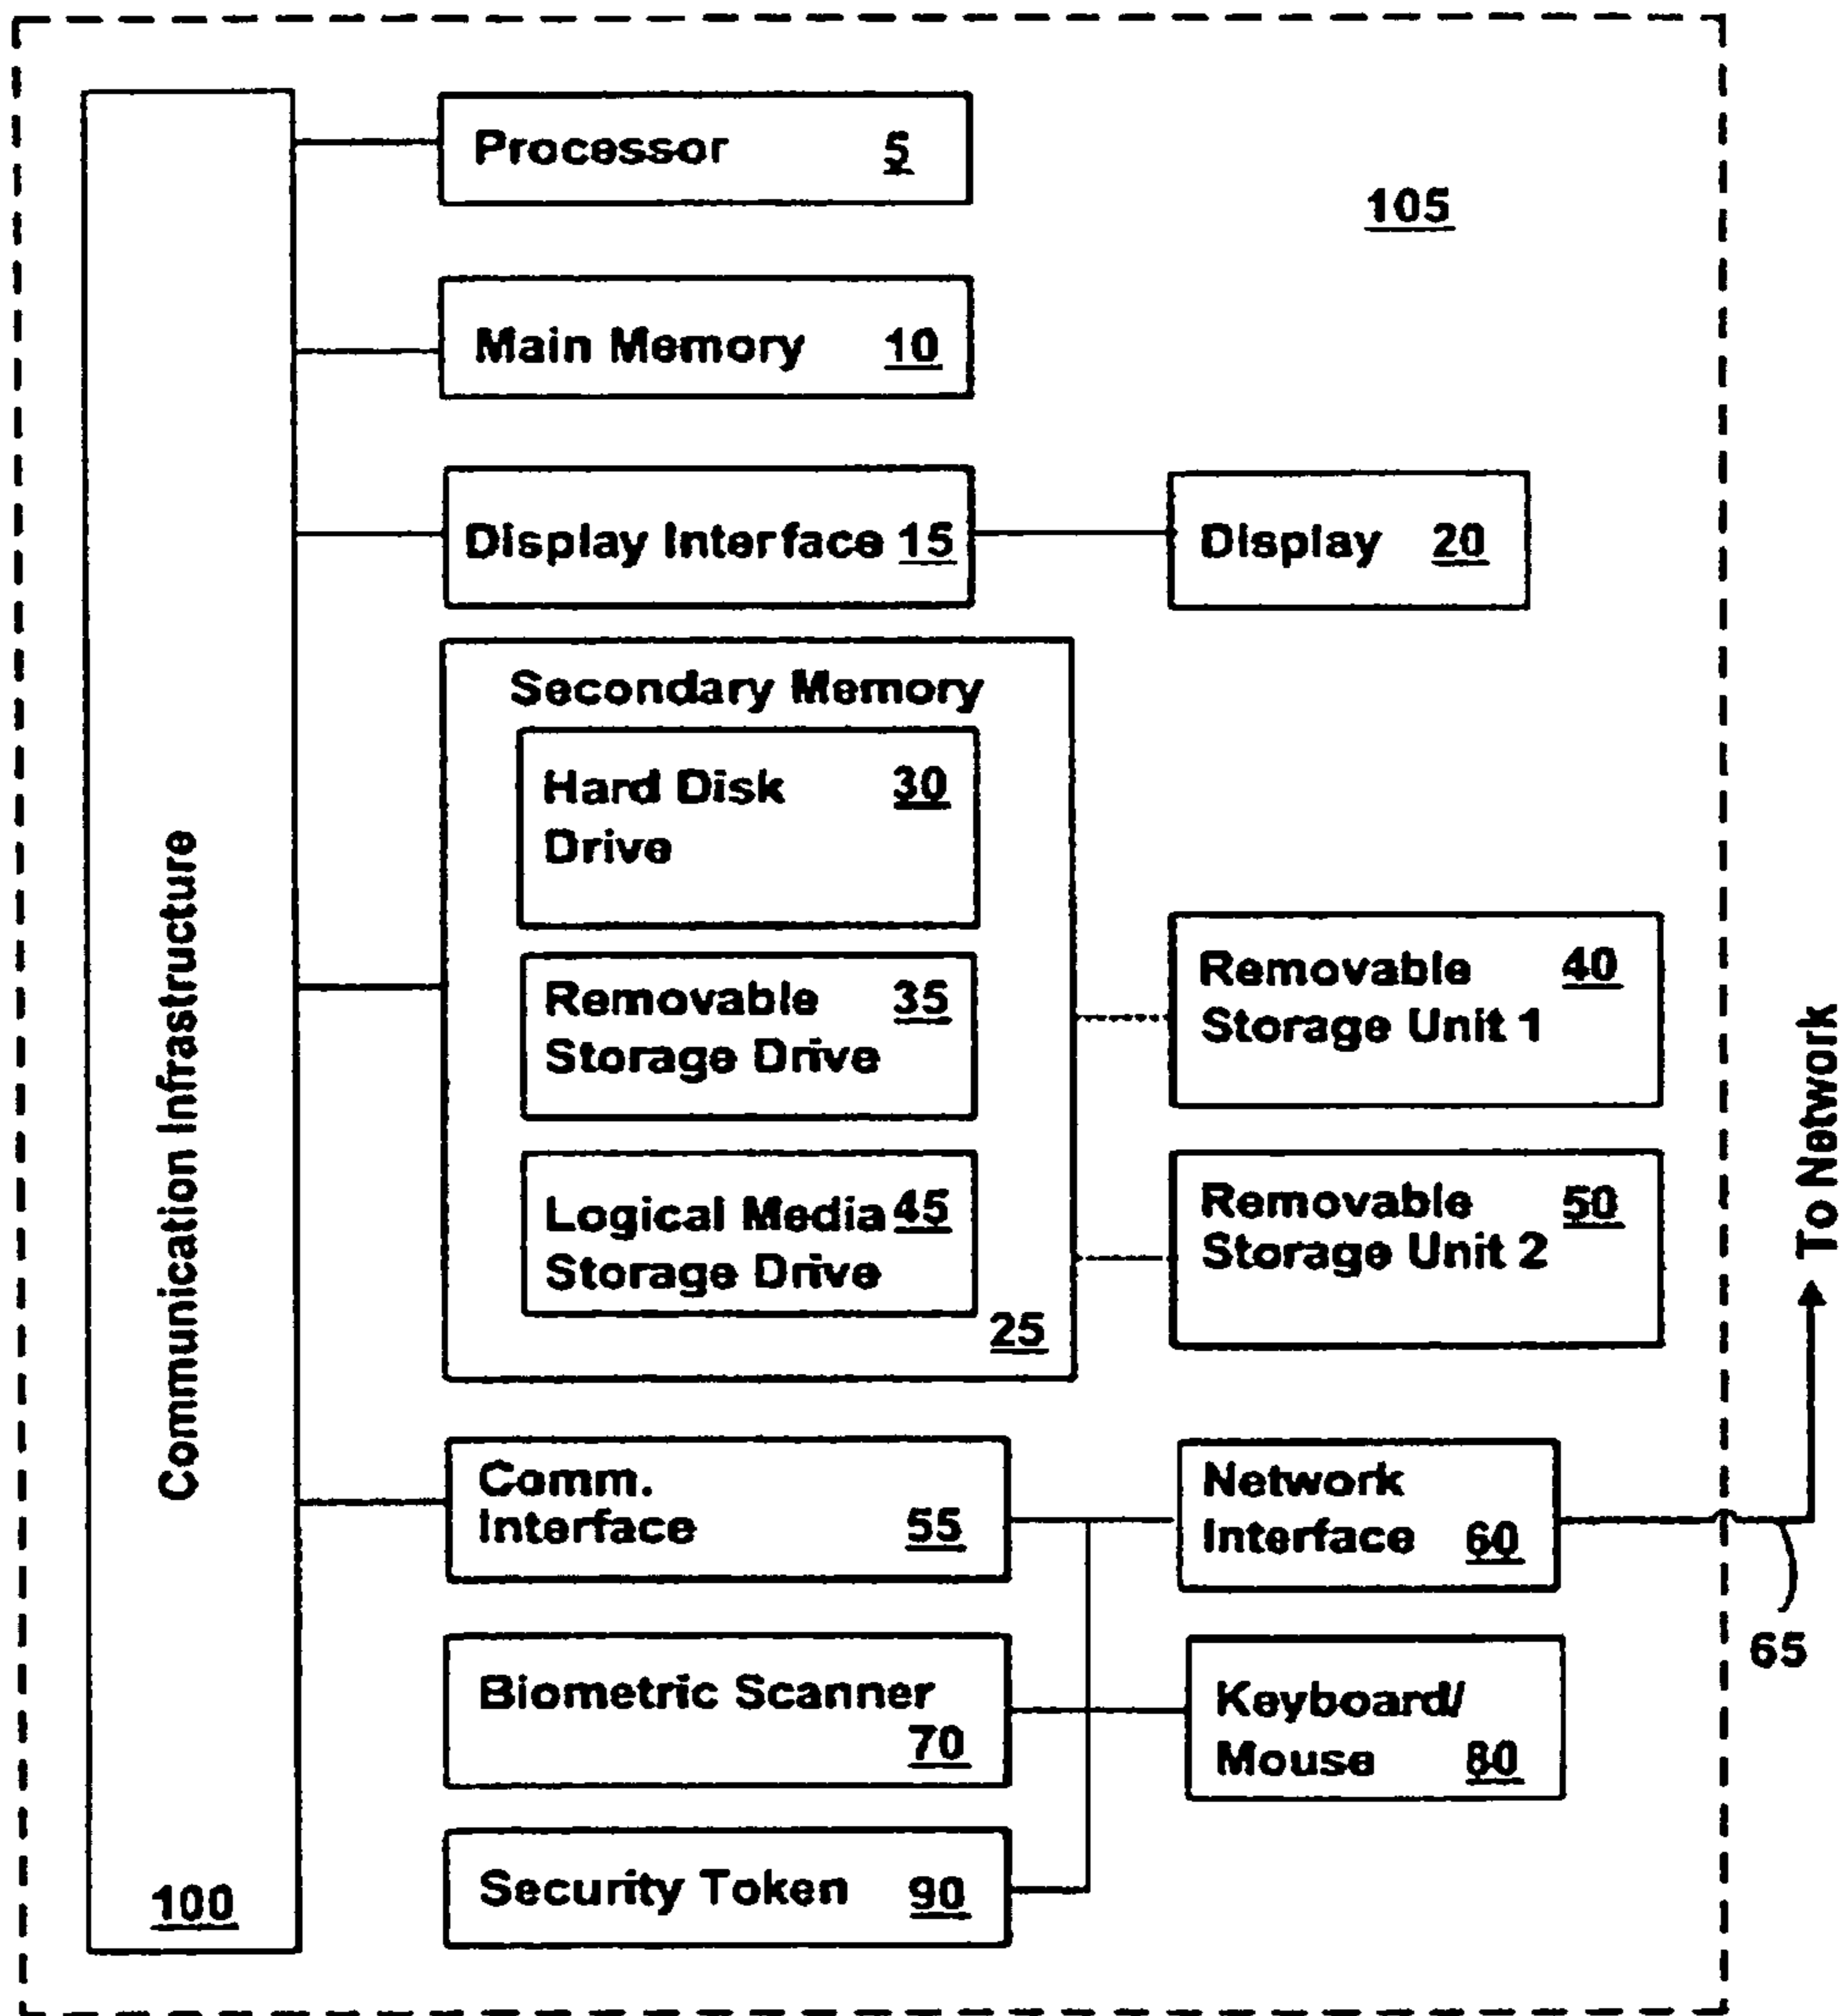 Processor 5
105
Main Memory 10
Display Interface 15
Display 20
Secondary Memory
Hard Disk 30
Drive
Removable 35
Storage Drive
Logical Media 45
Storage Drive
25
Removable 40
Storage Unit 1
Removable 50
Storage Unit 2
Communication Infrastructure
100
To Network
Comm.
Interface 55
Network
Interface 60
65
Biometric Scanner
70
Keyboard/
Mouse 80
Security Token 90